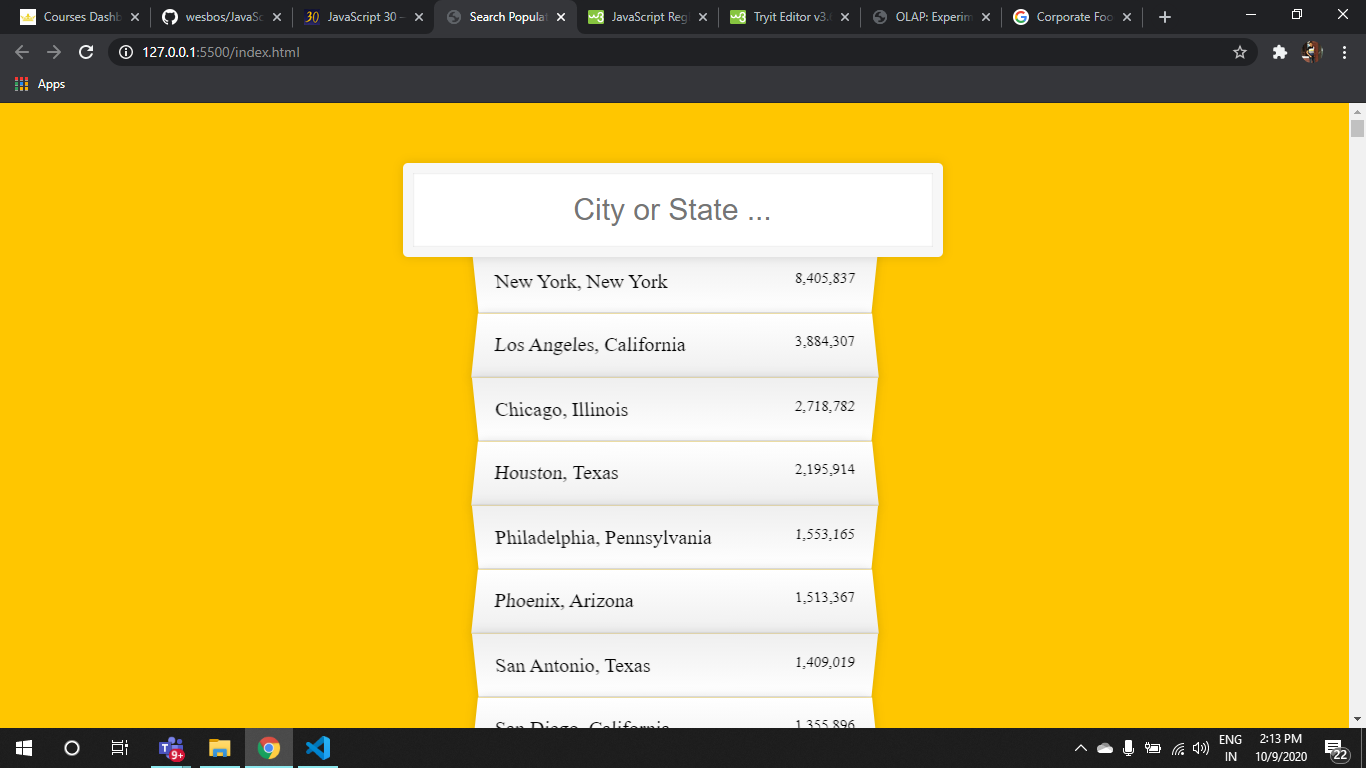 Courses Dashb
wesbos/JavaSc
JavaScript 30 –
Search Populat
JavaScript Reg
Tryit Editor v3.
OLAP: Experim
Corporate Foo
127.0.0.1:5500/index.html
Apps
City or State ...
New York, New York 8,405,837
Los Angeles, California 3,884,307
Chicago, Illinois 2,718,782
Houston, Texas 2,195,914
Philadelphia, Pennsylvania 1,553,165
Phoenix, Arizona 1,513,367
San Antonio, Texas 1,409,019
San Diego, California 1,355,896
9+
ENG
IN
2:13 PM
10/9/2020
22